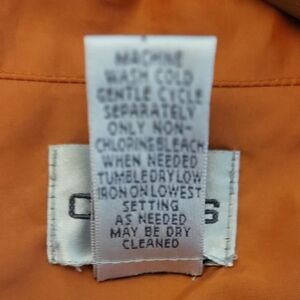 MACHINE
WASH COLD
GENTLE CYCLE
SEPARATELY
ONLY NON-
CHLORINE BLEACH
WHEN NEEDED
TUMBLE DRY LOW
IRON ON LOWEST
SETTING
AS NEEDED
MAY BE DRY
CLEANED